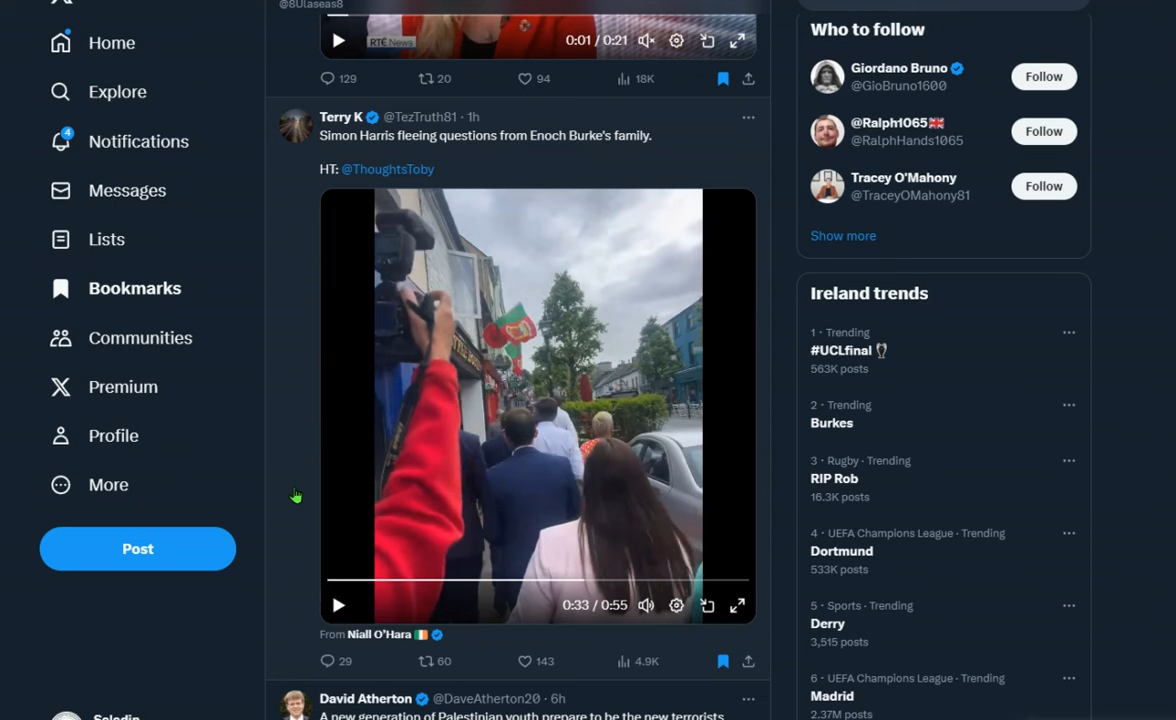 @8Ulaseas8
Home
Explore
4
Notifications
Messages
Lists
Bookmarks
Communities
Premium
Profile
More
Post
RTÉ News
0:01 / 0:21
129
20
94
18K
Terry K @TezTruth81 · 1h
Simon Harris fleeing questions from Enoch Burke's family.
HT: @ThoughtsToby
0:33 / 0:55
From Niall O'Hara
29
60
143
4.9K
David Atherton @DaveAtherton20 · 6h
A new generation of Palestinian youth prepare to be the new terrorists
Who to follow
Giordano Bruno
@GioBruno1600
Follow
@Ralph1065
@RalphHands1065
Follow
Tracey O'Mahony
@TraceyOMahony81
Follow
Show more
Ireland trends
1 · Trending
#UCLfinal
563K posts
2 · Trending
Burkes
3 · Rugby · Trending
RIP Rob
16.3K posts
4 · UEFA Champions League · Trending
Dortmund
533K posts
5 · Sports · Trending
Derry
3,515 posts
6 · UEFA Champions League · Trending
Madrid
2.37M posts